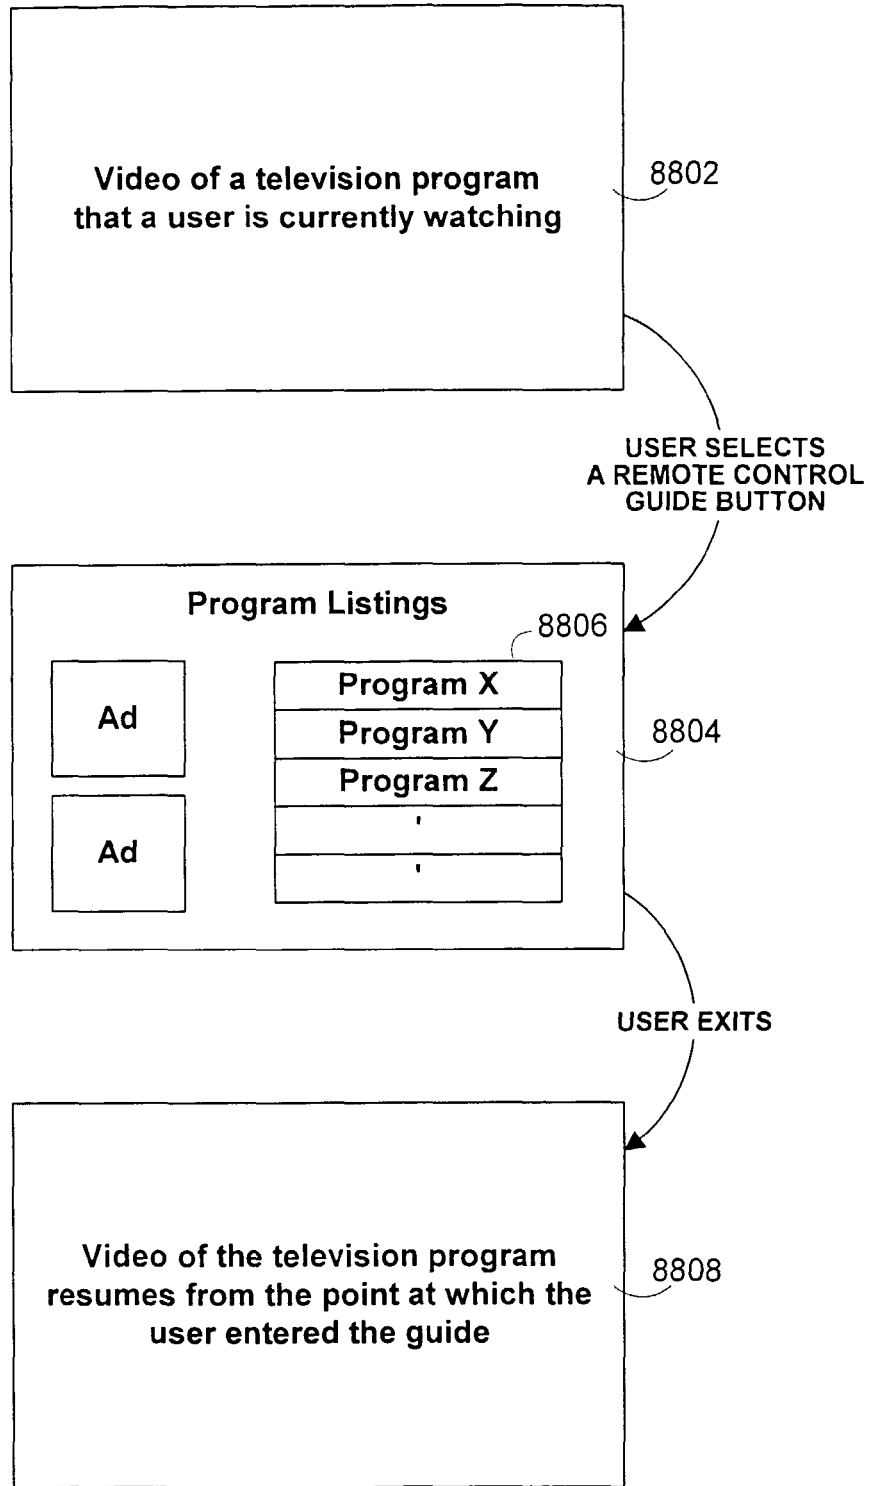 Video of a television program
that a user is currently watching
8802
USER SELECTS
A REMOTE CONTROL
GUIDE BUTTON
Program Listings
8806
Ad
Ad
Program X
Program Y
Program Z
'
'
8804
USER EXITS
Video of the television program
resumes from the point at which the
user entered the guide
8808